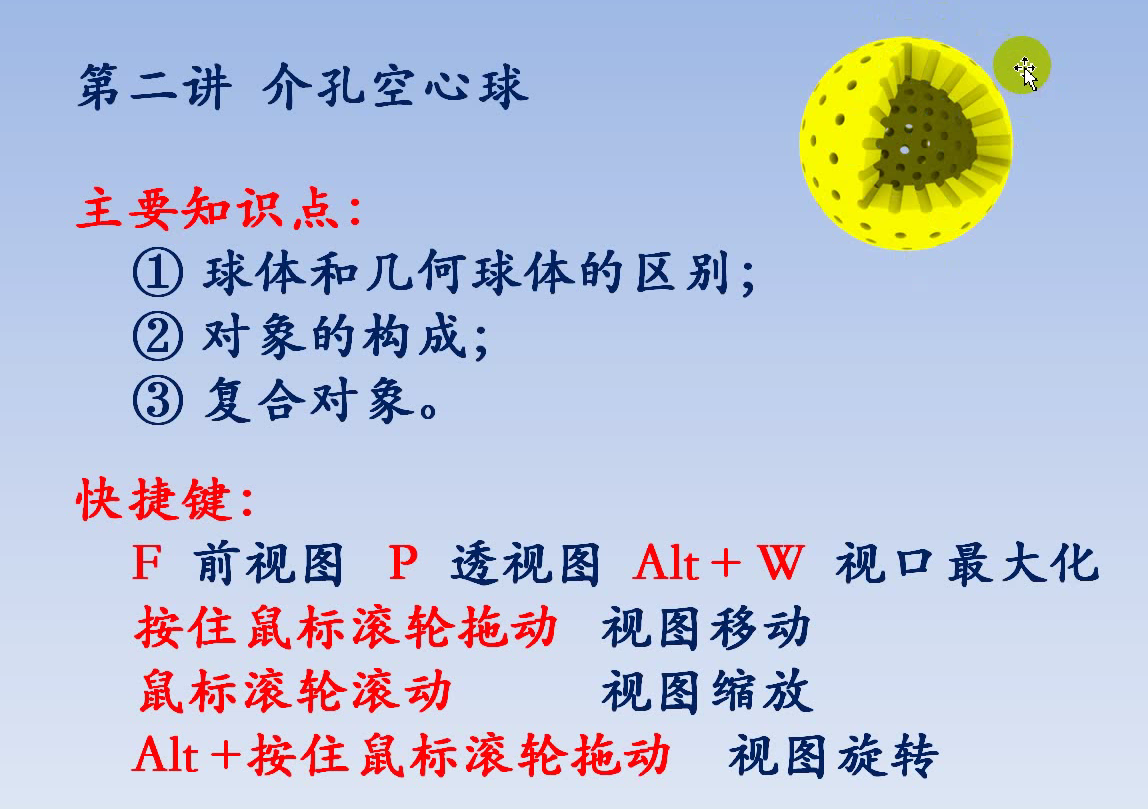 第二讲 介孔空心球
主要知识点：
① 球体和几何球体的区别；
② 对象的构成；
③ 复合对象。
快捷键：
F 前视图 P 透视图 Alt + W 视口最大化
按住鼠标滚轮拖动 视图移动
鼠标滚轮滚动 视图缩放
Alt +按住鼠标滚轮拖动 视图旋转